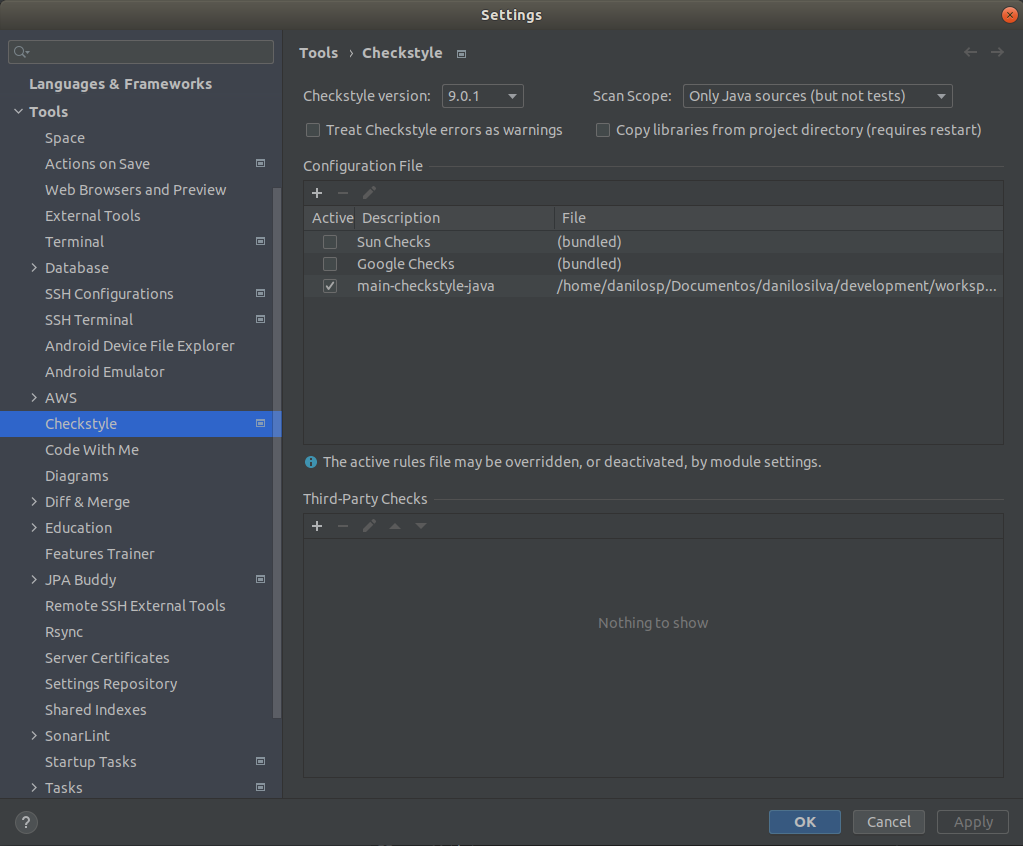 Settings
Languages & Frameworks
Tools
Space
Actions on Save
Web Browsers and Preview
External Tools
Terminal
Database
SSH Configurations
SSH Terminal
Android Device File Explorer
Android Emulator
AWS
Checkstyle
Code With Me
Diagrams
Diff & Merge
Education
Features Trainer
JPA Buddy
Remote SSH External Tools
Rsync
Server Certificates
Settings Repository
Shared Indexes
SonarLint
Startup Tasks
Tasks
Tools › Checkstyle
Checkstyle version: 9.0.1 Scan Scope: Only Java sources (but not tests)
Treat Checkstyle errors as warnings Copy libraries from project directory (requires restart)
Configuration File
Active Description File
Sun Checks (bundled)
Google Checks (bundled)
main-checkstyle-java /home/danilosp/Documentos/danilosilva/development/worksp...
The active rules file may be overridden, or deactivated, by module settings.
Third-Party Checks
Nothing to show
? OK Cancel Apply